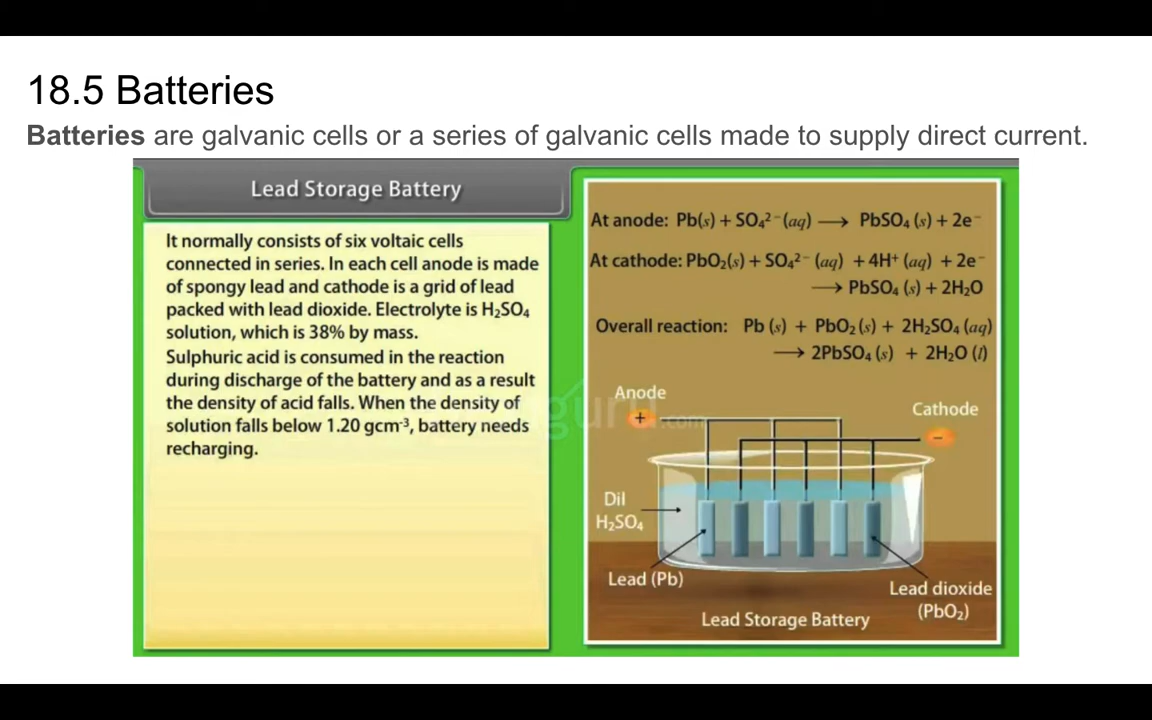 18.5 Batteries
Batteries are galvanic cells or a series of galvanic cells made to supply direct current.
Lead Storage Battery
It normally consists of six voltaic cells
connected in series. In each cell anode is made
of spongy lead and cathode is a grid of lead
packed with lead dioxide. Electrolyte is H₂SO₄
solution, which is 38% by mass.
Sulphuric acid is consumed in the reaction
during discharge of the battery and as a result
the density of acid falls. When the density of
solution falls below 1.20 gcm⁻³, battery needs
recharging.
At anode: Pb(s) + SO₄²⁻ (aq) ⟶ PbSO₄ (s) + 2e⁻
At cathode: PbO₂(s) + SO₄²⁻ (aq) + 4H⁺ (aq) + 2e⁻
⟶ PbSO₄ (s) + 2H₂O
Overall reaction: Pb (s) + PbO₂ (s) + 2H₂SO₄ (aq)
⟶ 2PbSO₄ (s) + 2H₂O (l)
Anode
+
Cathode
−
guru.com
Dil
H₂SO₄
Lead (Pb)
Lead dioxide
(PbO₂)
Lead Storage Battery